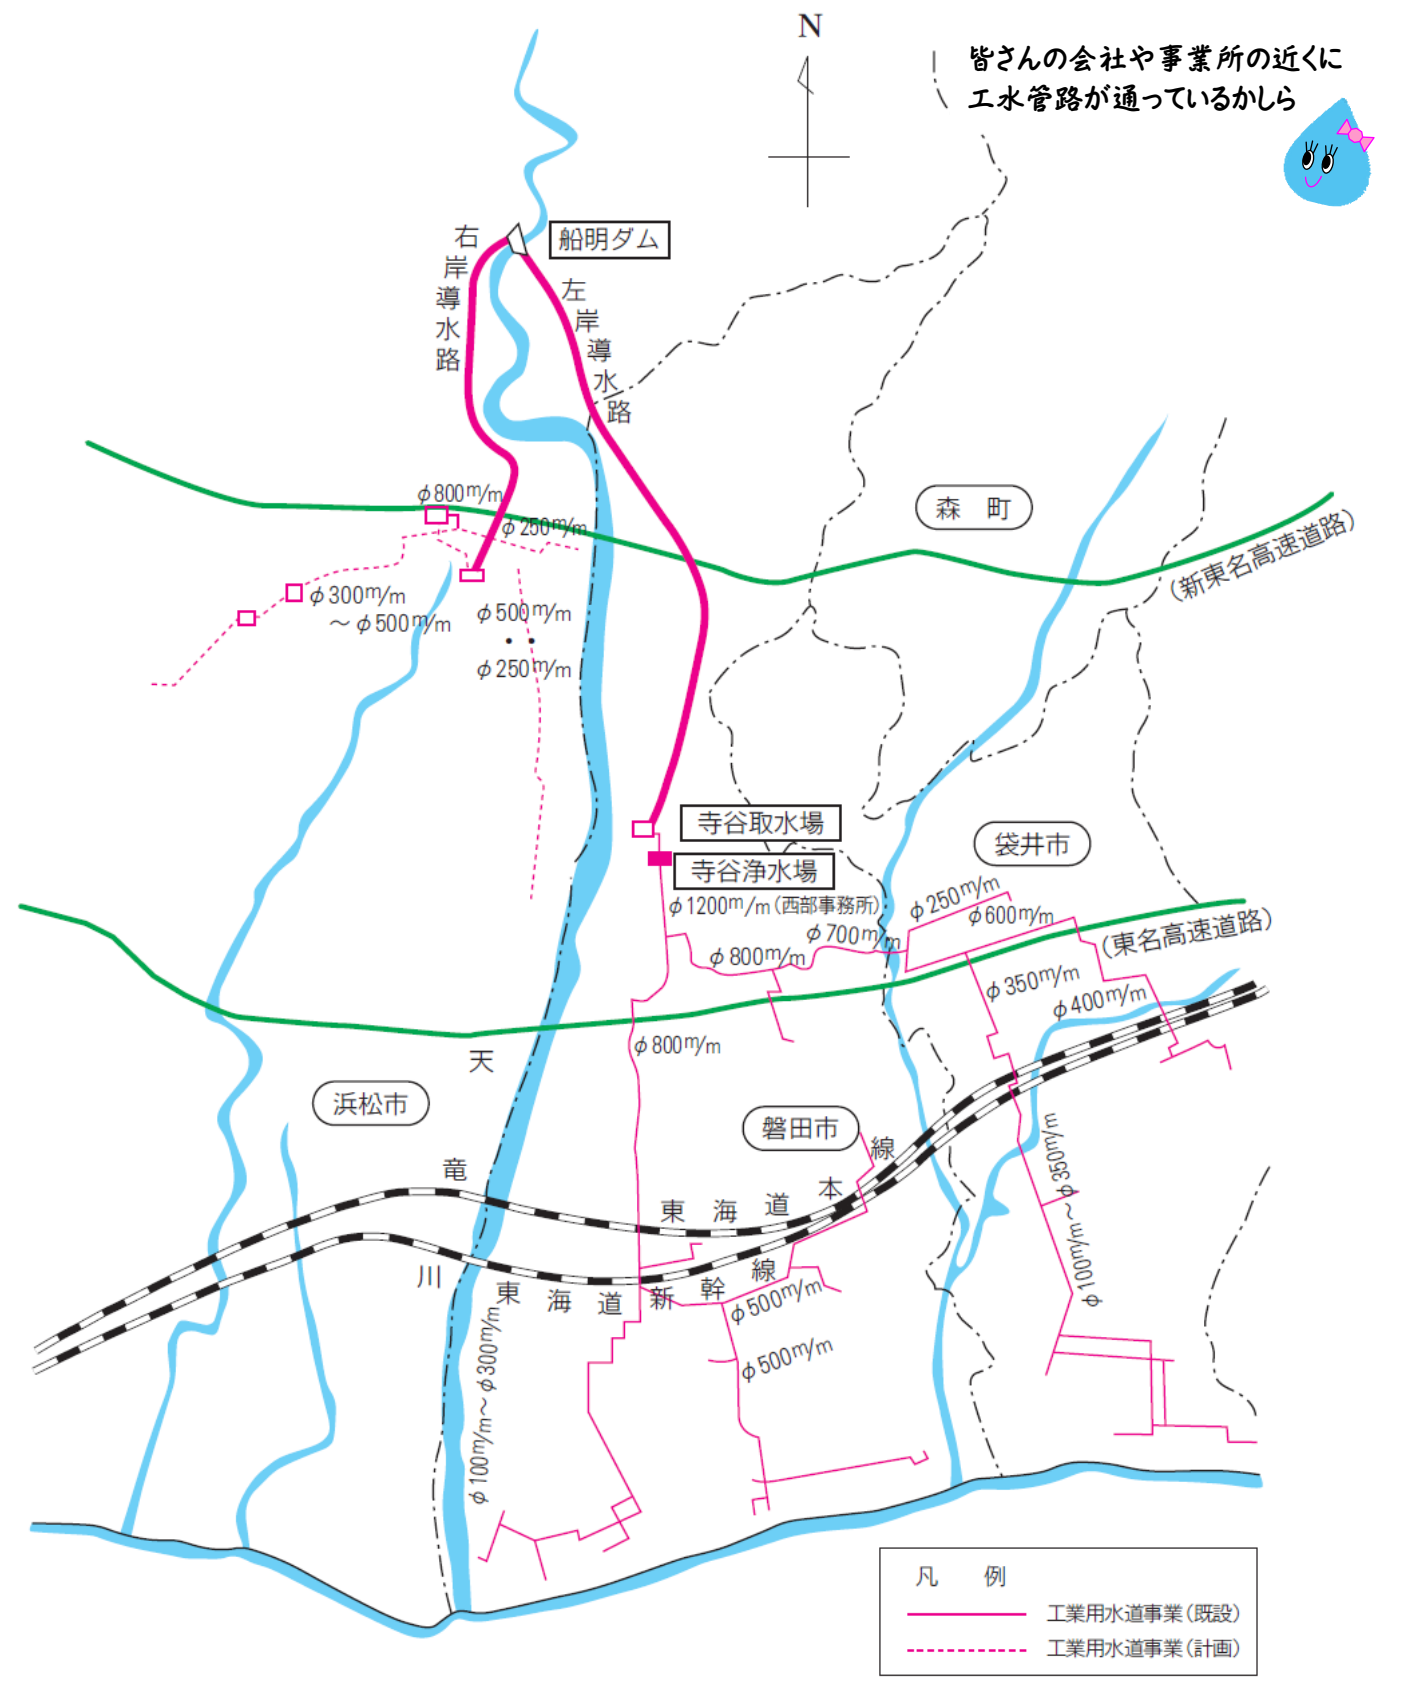 N
皆さんの会社や事業所の近くに
工水管路が通っているかしら
船明ダム
右岸導水路
左岸導水路
φ800m/m
φ250m/m
森 町
(新東名高速道路)
φ300m/m
～φ500m/m
φ500m/m
・・
φ250m/m
寺谷取水場
袋井市
寺谷浄水場
φ1200m/m(西部事務所)
φ250m/m
φ600m/m
φ700m/m
φ800m/m
(東名高速道路)
φ350m/m
φ400m/m
φ800m/m
天竜川
浜松市
磐田市
東海道本線
東海道新幹線
φ100m/m～φ350m/m
φ500m/m
φ500m/m
φ100m/m～φ300m/m
凡 例
工業用水道事業(既設)
工業用水道事業(計画)